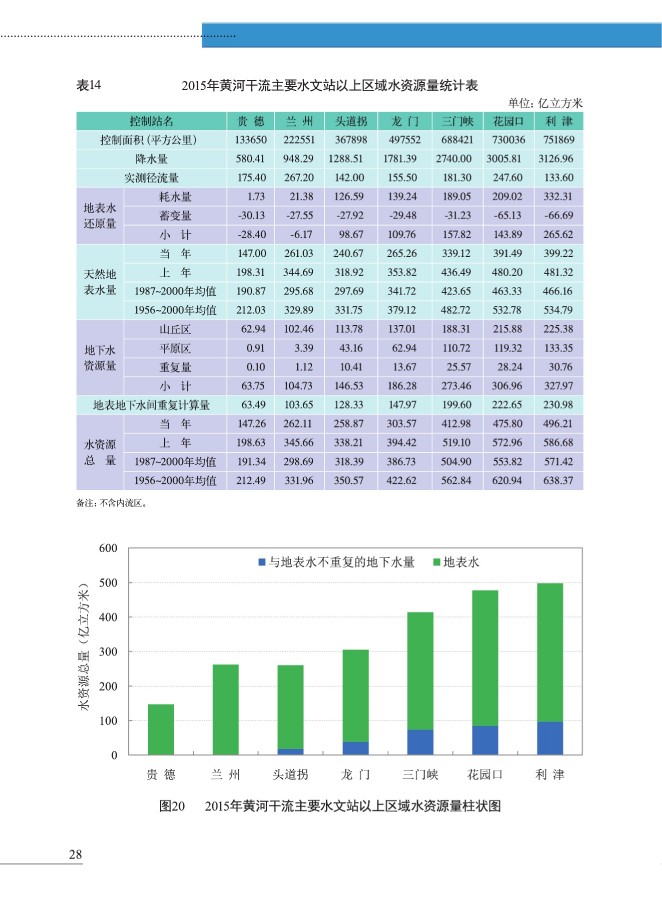 表14 2015年黄河干流主要水文站以上区域水资源量统计表
单位: 亿立方米
控制站名 贵 德 兰 州 头道拐 龙 门 三门峡 花园口 利 津
控制面积(平方公里) 133650 222551 367898 497552 688421 730036 751869
降水量 580.41 948.29 1288.51 1781.39 2740.00 3005.81 3126.96
实测径流量 175.40 267.20 142.00 155.50 181.30 247.60 133.60
地表水还原量 耗水量 1.73 21.38 126.59 139.24 189.05 209.02 332.31
蓄变量 -30.13 -27.55 -27.92 -29.48 -31.23 -65.13 -66.69
小 计 -28.40 -6.17 98.67 109.76 157.82 143.89 265.62
天然地表水量 当 年 147.00 261.03 240.67 265.26 339.12 391.49 399.22
上 年 198.31 344.69 318.92 353.82 436.49 480.20 481.32
1987~2000年均值 190.87 295.68 297.69 341.72 423.65 463.33 466.16
1956~2000年均值 212.03 329.89 331.75 379.12 482.72 532.78 534.79
地下水资源量 山丘区 62.94 102.46 113.78 137.01 188.31 215.88 225.38
平原区 0.91 3.39 43.16 62.94 110.72 119.32 133.35
重复量 0.10 1.12 10.41 13.67 25.57 28.24 30.76
小 计 63.75 104.73 146.53 186.28 273.46 306.96 327.97
地表地下水间重复计算量 63.49 103.65 128.33 147.97 199.60 222.65 230.98
水资源总 量 当 年 147.26 262.11 258.87 303.57 412.98 475.80 496.21
上 年 198.63 345.66 338.21 394.42 519.10 572.96 586.68
1987~2000年均值 191.34 298.69 318.39 386.73 504.90 553.82 571.42
1956~2000年均值 212.49 331.96 350.57 422.62 562.84 620.94 638.37
备注: 不含内流区。
水资源总量（亿立方米）
600
500
400
300
200
100
0
与地表水不重复的地下水量 地表水
贵 德 兰 州 头道拐 龙 门 三门峡 花园口 利 津
图20 2015年黄河干流主要水文站以上区域水资源量柱状图
28